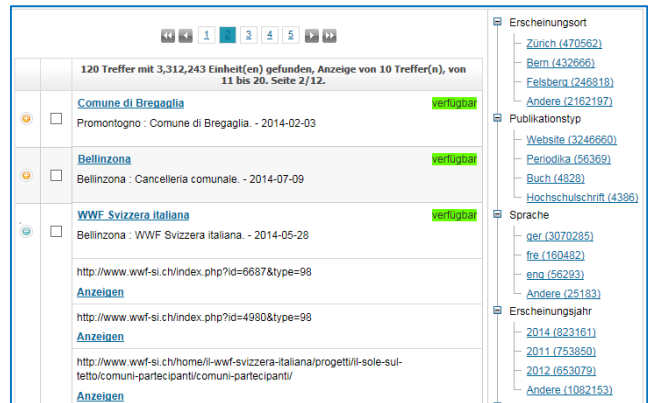 1 2 3 4 5
120 Treffer mit 3,312,243 Einheit(en) gefunden, Anzeige von 10 Treffer(n), von
11 bis 20. Seite 2/12.
Comune di Bregaglia verfügbar
Promontogno : Comune di Bregaglia. - 2014-02-03
Bellinzona verfügbar
Bellinzona : Cancelleria comunale. - 2014-07-09
WWF Svizzera italiana verfügbar
Bellinzona : WWF Svizzera italiana. - 2014-05-28
http://www.wwf-si.ch/index.php?id=6687&type=98
Anzeigen
http://www.wwf-si.ch/index.php?id=4980&type=98
Anzeigen
http://www.wwf-si.ch/home/il-wwf-svizzera-italiana/progetti/il-sole-sul-
tetto/comuni-partecipanti/comuni-partecipanti/
Anzeigen
Erscheinungsort
Zürich (470562)
Bern (432666)
Felsberg (246818)
Andere (2162197)
Publikationstyp
Website (3246660)
Periodika (56369)
Buch (4828)
Hochschulschrift (4386)
Sprache
ger (3070285)
fre (160482)
eng (56293)
Andere (25183)
Erscheinungsjahr
2014 (823161)
2011 (753850)
2012 (653079)
Andere (1082153)